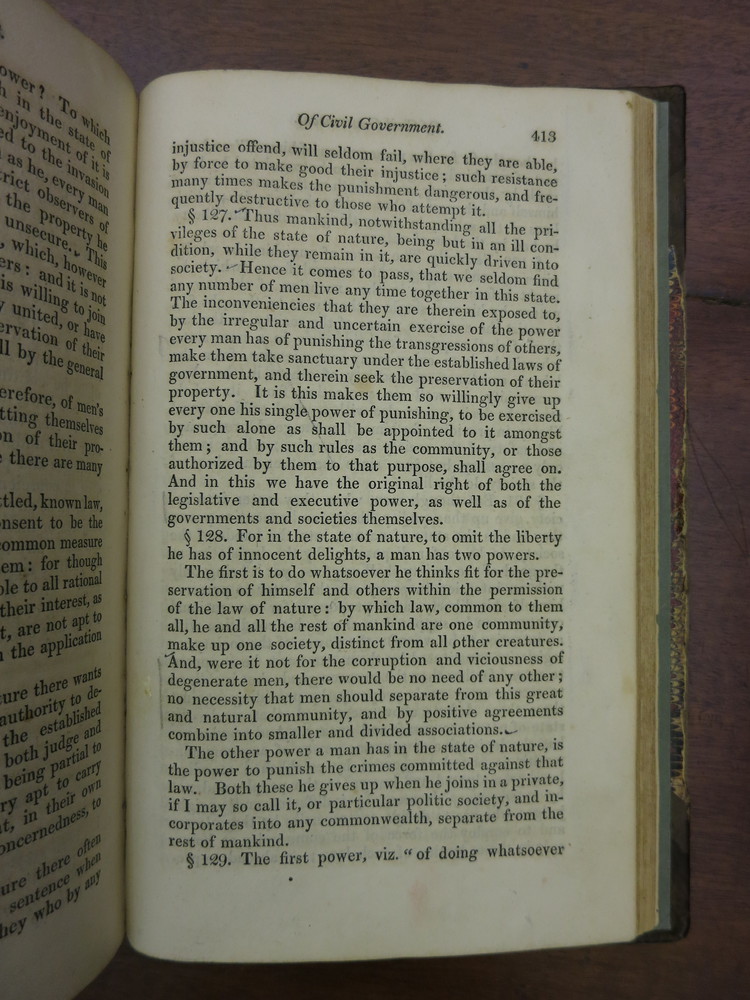 ower? To which
h in the state of
enjoyment of it is
ed to the invasion
as he, every man
rict observers of
the property he
unsecure. This
, which, however
ers: and it is not
is willing to join
y united, or have
ervation of their
ll by the general
erefore, of men's
tting themselves
on of their pro-
e there are many
ttled, known law,
onsent to be the
common measure
em: for though
ble to all rational
their interest, as
t, are not apt to
n the application
ure there wants
authority to de-
the established
both judge and
being partial to
ry apt to carry
at, in their own
oncernedness, to
ure there often
sentence when
hey who by any
Of Civil Government. 413
injustice offend, will seldom fail, where they are able,
by force to make good their injustice; such resistance
many times makes the punishment dangerous, and fre-
quently destructive to those who attempt it.
§ 127. Thus mankind, notwithstanding all the pri-
vileges of the state of nature, being but in an ill con-
dition, while they remain in it, are quickly driven into
society. Hence it comes to pass, that we seldom find
any number of men live any time together in this state.
The inconveniencies that they are therein exposed to,
by the irregular and uncertain exercise of the power
every man has of punishing the transgressions of others,
make them take sanctuary under the established laws of
government, and therein seek the preservation of their
property. It is this makes them so willingly give up
every one his single power of punishing, to be exercised
by such alone as shall be appointed to it amongst
them; and by such rules as the community, or those
authorized by them to that purpose, shall agree on.
And in this we have the original right of both the
legislative and executive power, as well as of the
governments and societies themselves.
§ 128. For in the state of nature, to omit the liberty
he has of innocent delights, a man has two powers.
The first is to do whatsoever he thinks fit for the pre-
servation of himself and others within the permission
of the law of nature: by which law, common to them
all, he and all the rest of mankind are one community,
make up one society, distinct from all other creatures.
And, were it not for the corruption and viciousness of
degenerate men, there would be no need of any other;
no necessity that men should separate from this great
and natural community, and by positive agreements
combine into smaller and divided associations.
The other power a man has in the state of nature, is
the power to punish the crimes committed against that
law. Both these he gives up when he joins in a private,
if I may so call it, or particular politic society, and in-
corporates into any commonwealth, separate from the
rest of mankind.
§ 129. The first power, viz. "of doing whatsoever